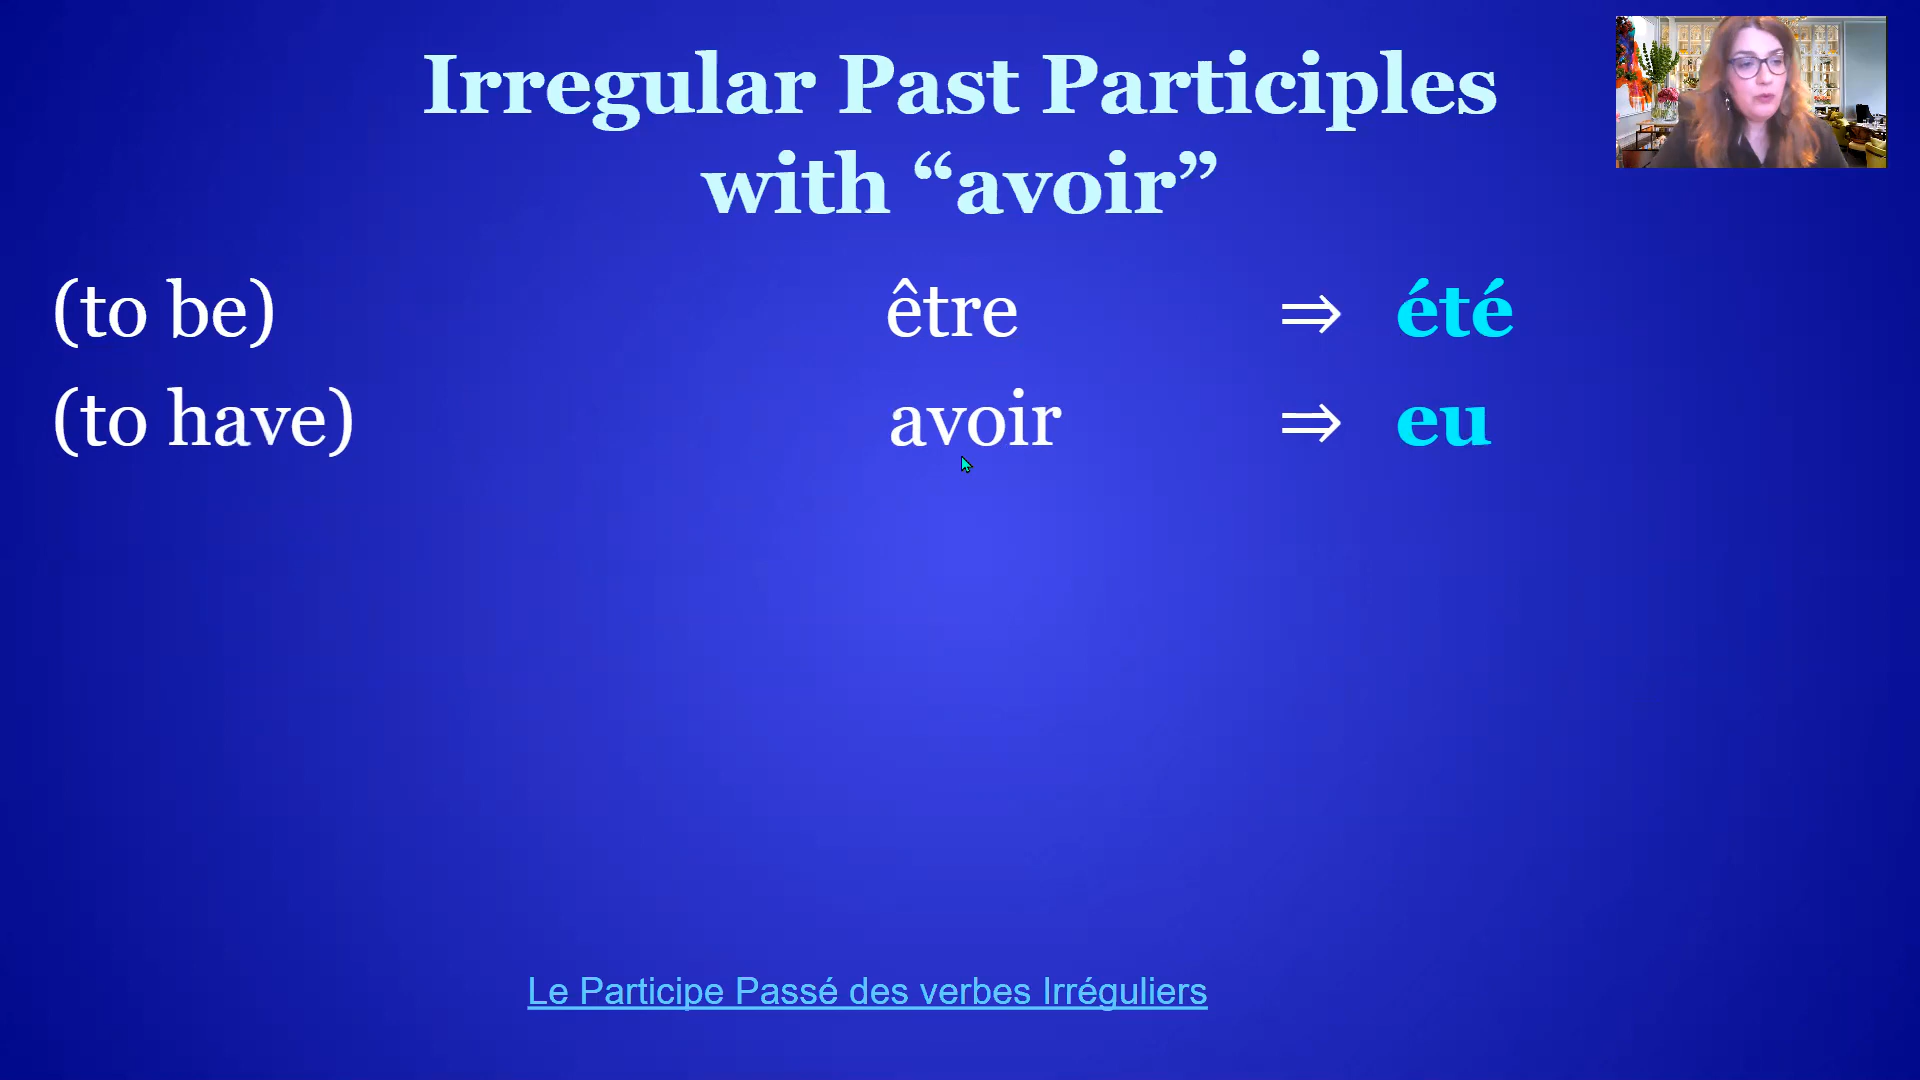 Irregular Past Participles
with “avoir”
(to be) être ⇒ été
(to have) avoir ⇒ eu
Le Participe Passé des verbes Irréguliers